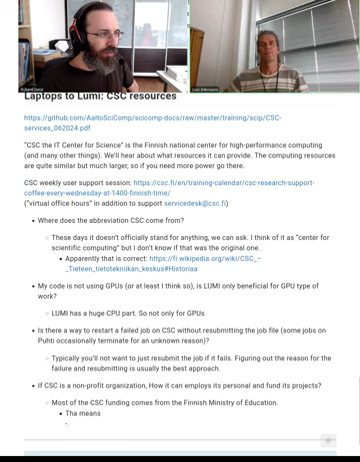 Richard Darst
Jussi Enkovaara
Laptops to Lumi: CSC resources
https://github.com/AaltoSciComp/scicomp-docs/raw/master/training/scip/CSC-
services_062024.pdf
"CSC the IT Center for Science" is the Finnish national center for high-performance computing
(and many other things). We'll hear about what resources it can provide. The computing resources
are quite similar but much larger, so if you need more power go there.
CSC weekly user support session: https://csc.fi/en/training-calendar/csc-research-support-
coffee-every-wednesday-at-1400-finnish-time/
("virtual office hours" in addition to support servicedesk@csc.fi)
• Where does the abbreviation CSC come from?
○ These days it doesn't officially stand for anything, we can ask. I think of it as "center for
scientific computing" but I don't know if that was the original one.
▪ Apparently that is correct: https://fi.wikipedia.org/wiki/CSC_–
_Tieteen_tietotekniikan_keskus#Historiaa
• My code is not using GPUs (or at least I think so), is LUMI only beneficial for GPU type of
work?
○ LUMI has a huge CPU part. So not only for GPUs
• Is there a way to restart a failed job on CSC without resubmitting the job file (some jobs on
Puhti occasionally terminate for an unknown reason)?
○ Typically you'll not want to just resubmit the job if it fails. Figuring out the reason for the
failure and resubmitting is usually the best approach.
• If CSC is a non-profit organization, How it can employs its personal and fund its projects?
○ Most of the CSC funding comes from the Finnish Ministry of Education.
▪ Tha means
-.